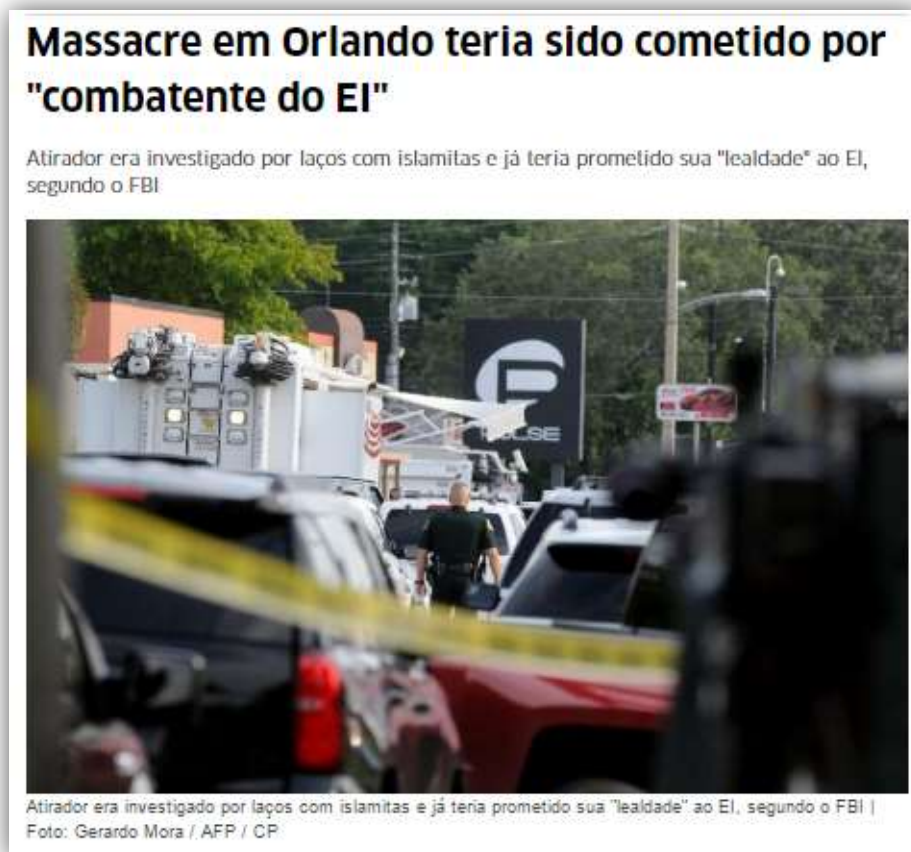 Massacre em Orlando teria sido cometido por
"combatente do EI"
Atirador era investigado por laços com islamitas e já teria prometido sua "lealdade" ao EI,
segundo o FBI
PULSE
Atirador era investigado por laços com islamitas e já teria prometido sua "lealdade" ao EI, segundo o FBI |
Foto: Gerardo Mora / AFP / CP